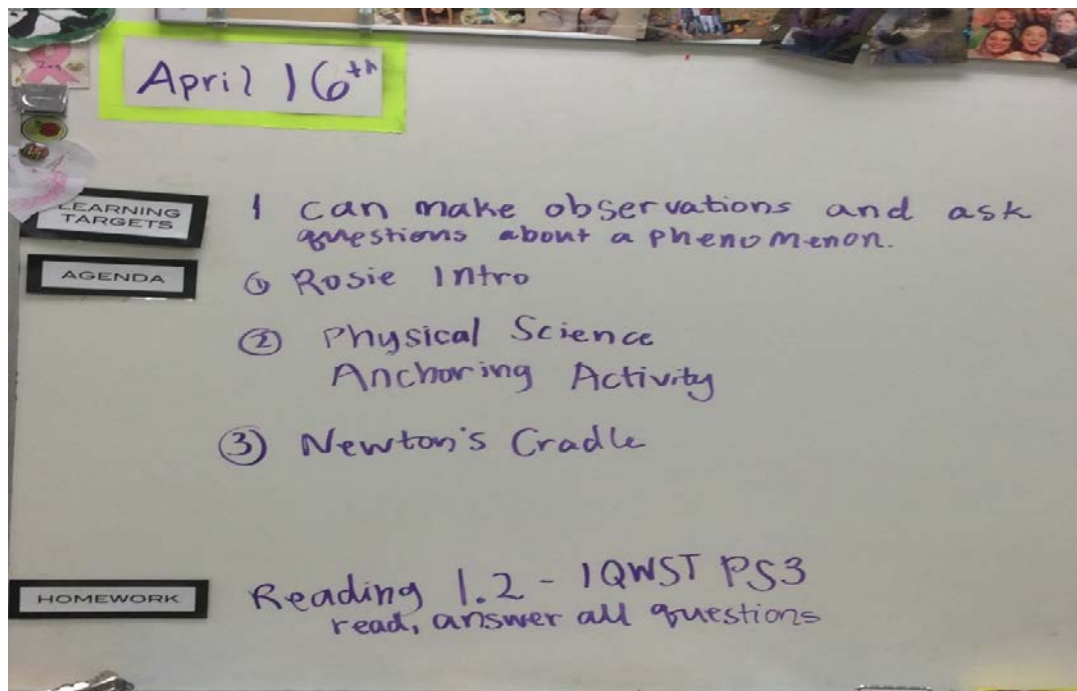 April 16th
LEARNING
TARGETS
I can make observations and ask
questions about a phenomenon.
AGENDA
① Rosie Intro
② Physical Science
Anchoring Activity
③ Newton's Cradle
HOMEWORK
Reading 1.2 - IQWST PS3
read, answer all questions